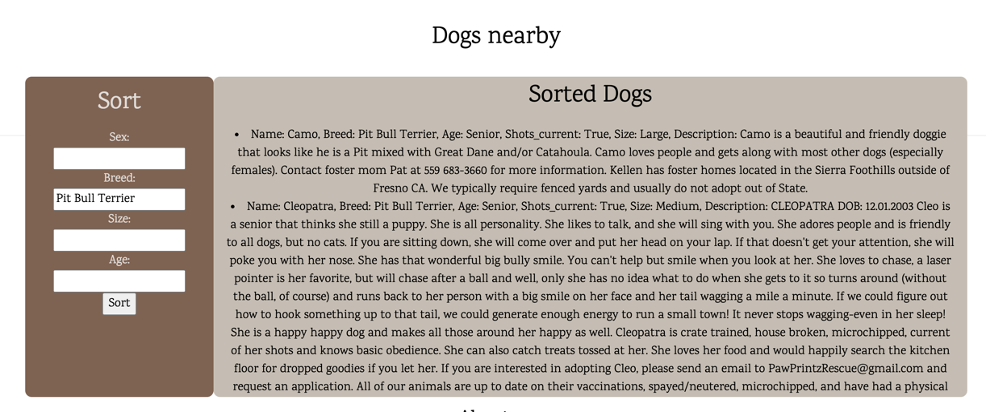 Dogs nearby
Sort
Sex:
Breed:
Pit Bull Terrier
Size:
Age:
Sort
Sorted Dogs
• Name: Camo, Breed: Pit Bull Terrier, Age: Senior, Shots_current: True, Size: Large, Description: Camo is a beautiful and friendly doggie
that looks like he is a Pit mixed with Great Dane and/or Catahoula. Camo loves people and gets along with most other dogs (especially
females). Contact foster mom Pat at 559 683-3660 for more information. Kellen has foster homes located in the Sierra Foothills outside of
Fresno CA. We typically require fenced yards and usually do not adopt out of State.
• Name: Cleopatra, Breed: Pit Bull Terrier, Age: Senior, Shots_current: True, Size: Medium, Description: CLEOPATRA DOB: 12.01.2003 Cleo is
a senior that thinks she still a puppy. She is all personality. She likes to talk, and she will sing with you. She adores people and is friendly
to all dogs, but no cats. If you are sitting down, she will come over and put her head on your lap. If that doesn't get your attention, she will
poke you with her nose. She has that wonderful big bully smile. You can't help but smile when you look at her. She loves to chase, a laser
pointer is her favorite, but will chase after a ball and well, only she has no idea what to do when she gets to it so turns around (without
the ball, of course) and runs back to her person with a big smile on her face and her tail wagging a mile a minute. If we could figure out
how to hook something up to that tail, we could generate enough energy to run a small town! It never stops wagging-even in her sleep!
She is a happy happy dog and makes all those around her happy as well. Cleopatra is crate trained, house broken, microchipped, current
of her shots and knows basic obedience. She can also catch treats tossed at her. She loves her food and would happily search the kitchen
floor for dropped goodies if you let her. If you are interested in adopting Cleo, please send an email to PawPrintzRescue@gmail.com and
request an application. All of our animals are up to date on their vaccinations, spayed/neutered, microchipped, and have had a physical